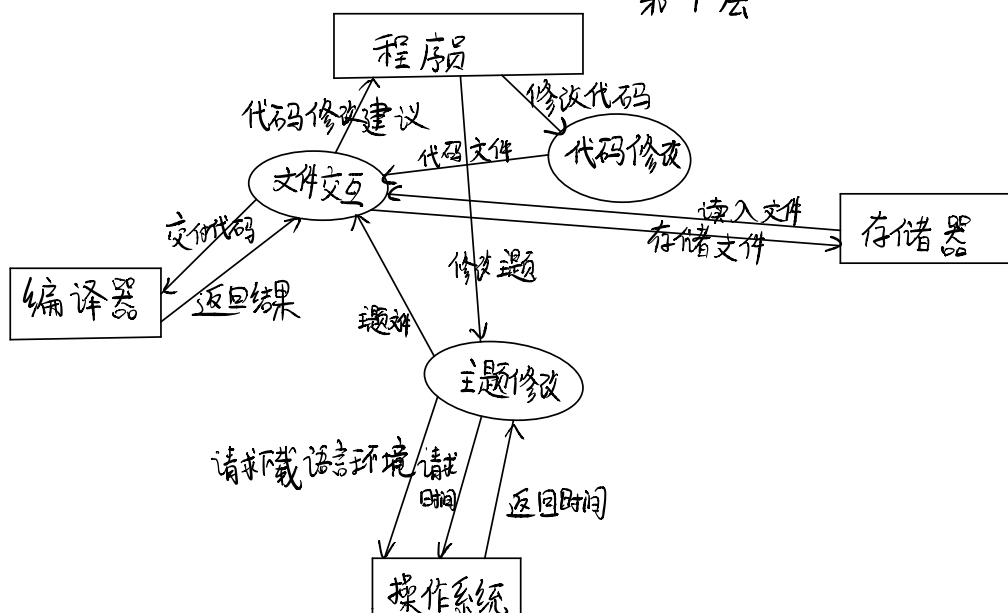 第1层
程序员
代码修改建议
修改代码
代码文件
代码修改
文件交互
读入文件
存储文件
存储器
交付代码
编译器
返回结果
修改主题
主题文件
主题修改
请求下载语言环境
请求
时间
返回时间
操作系统